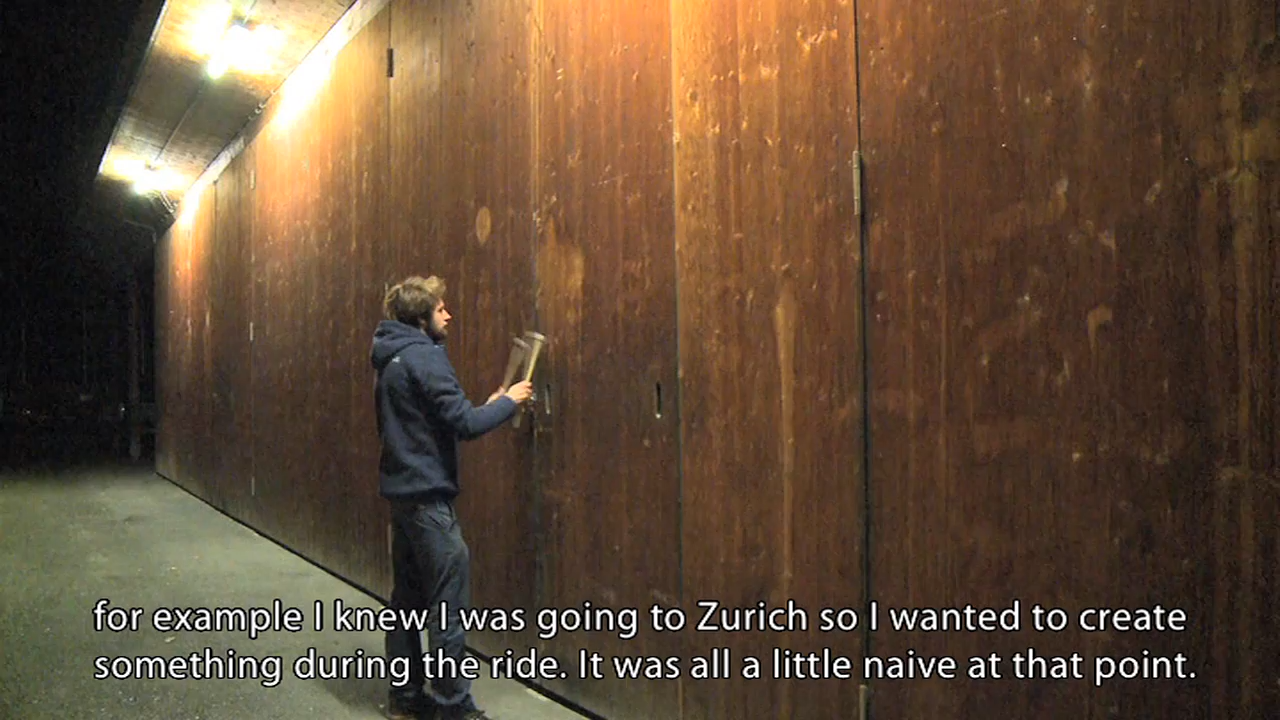 for example I knew I was going to Zurich so I wanted to create
something during the ride. It was all a little naive at that point.